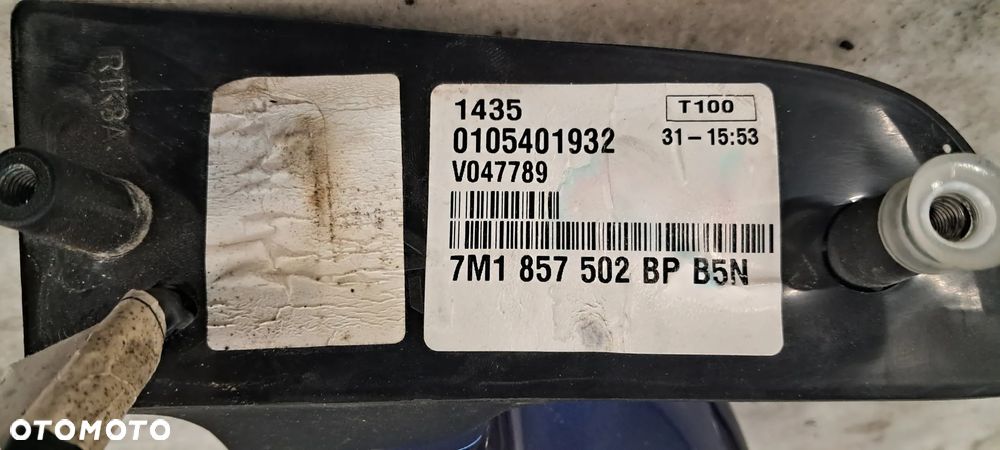 1435
T100
0105401932
31-15:53
V047789
7M1 857 502 BP B5N
OTOMOTO